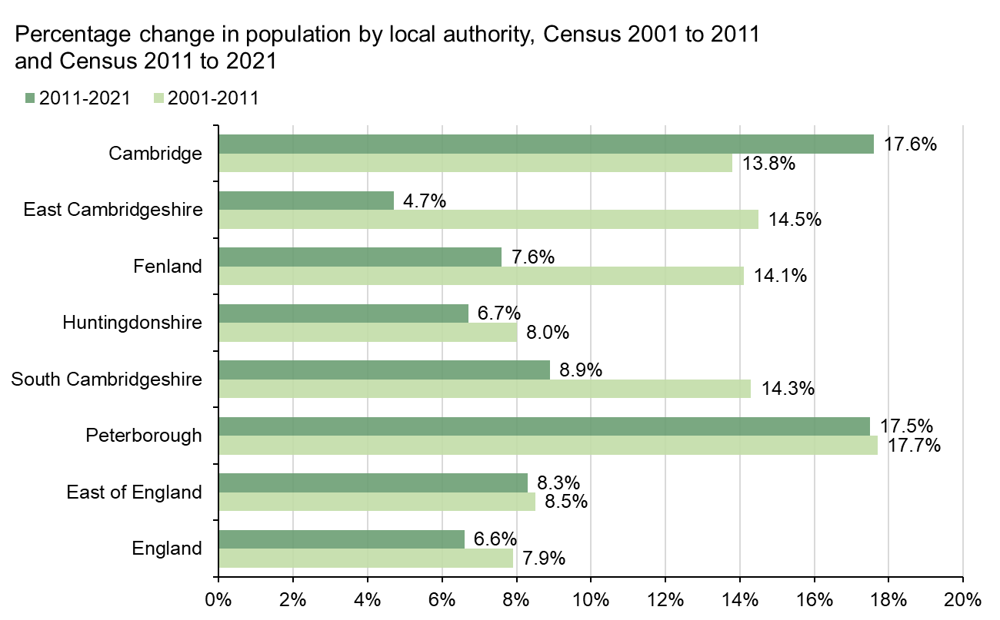 Percentage change in population by local authority, Census 2001 to 2011
and Census 2011 to 2021
2011-2021 2001-2011
Cambridge 17.6%
13.8%
East Cambridgeshire 4.7%
14.5%
Fenland 7.6%
14.1%
Huntingdonshire 6.7%
8.0%
South Cambridgeshire 8.9%
14.3%
Peterborough 17.5%
17.7%
East of England 8.3%
8.5%
England 6.6%
7.9%
0% 2% 4% 6% 8% 10% 12% 14% 16% 18% 20%